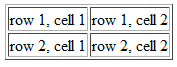 row 1, cell 1 row 1, cell 2
row 2, cell 1 row 2, cell 2